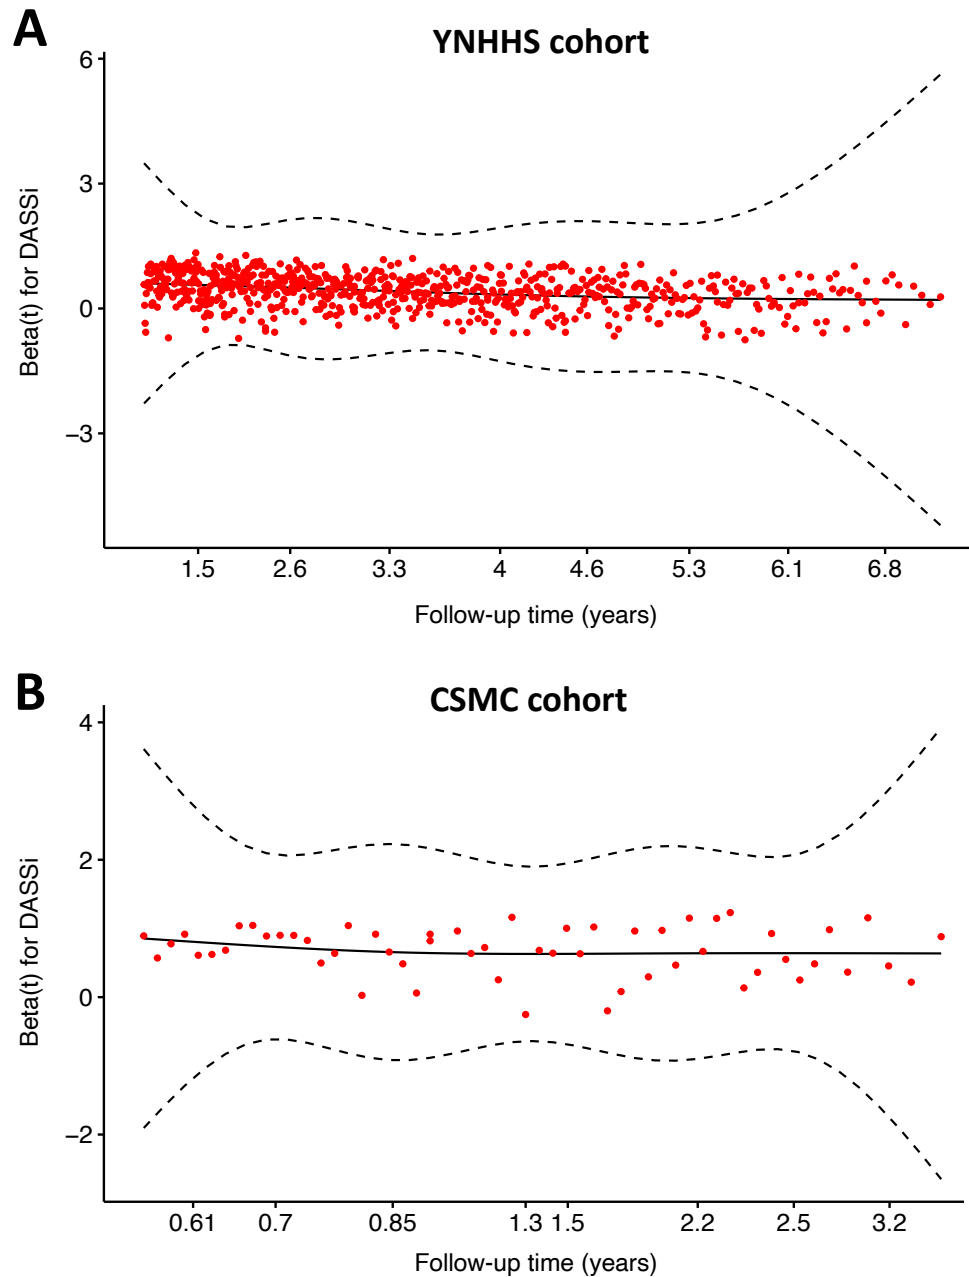 A
YNHHS cohort
6
3
0
−3
Beta(t) for DASSi
1.5 2.6 3.3 4 4.6 5.3 6.1 6.8
Follow-up time (years)
B
CSMC cohort
4
2
0
−2
Beta(t) for DASSi
0.61 0.7 0.85 1.3 1.5 2.2 2.5 3.2
Follow-up time (years)